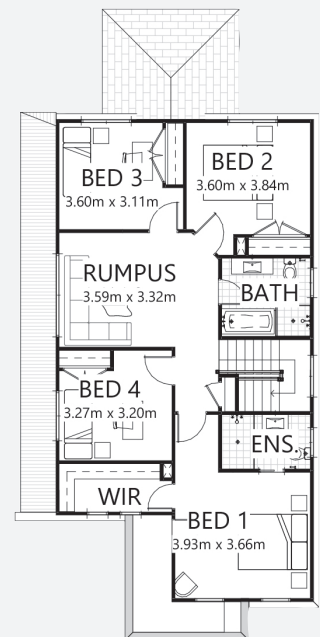 BED 3
3.60m x 3.11m
BED 2
3.60m x 3.84m
RUMPUS
3.59m x 3.32m
BATH
BED 4
3.27m x 3.20m
ENS
WIR
BED 1
3.93m x 3.66m